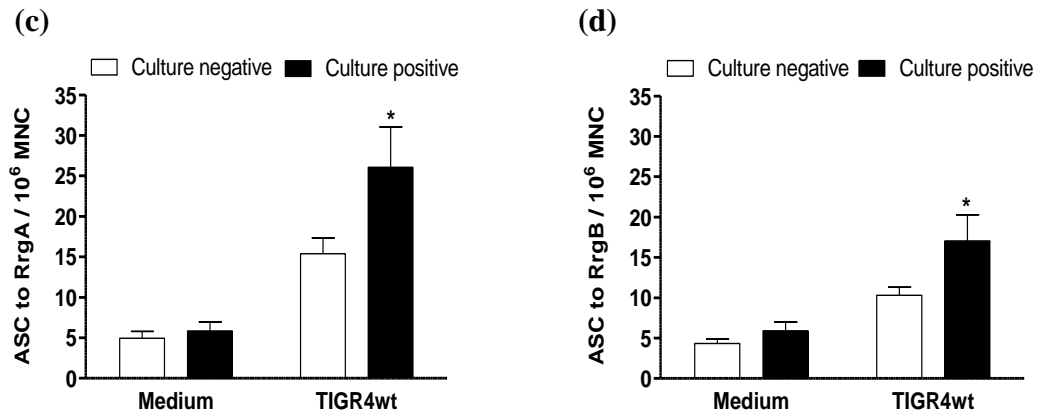 (c)
Culture negative Culture positive
ASC to RrgA / 10⁶ MNC
35
30
25
20
15
10
5
0
*
Medium TIGR4wt
(d)
Culture negative Culture positive
ASC to RrgB / 10⁶ MNC
35
30
25
20
15
10
5
0
*
Medium TIGR4wt